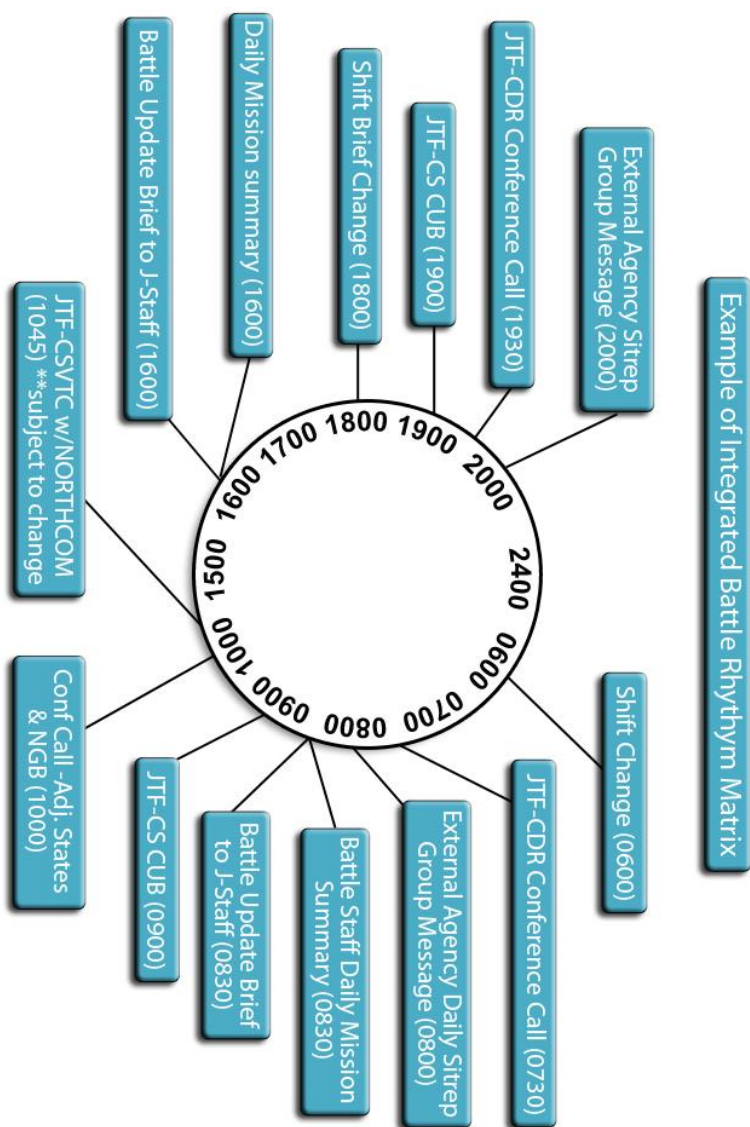 Example of Integrated Battle Rhythym Matrix
Shift Change (0600)
JTF-CDR Conference Call (0730)
External Agency Daily Sitrep
Group Message (0800)
Battle Staff Daily Mission
Summary (0830)
Battle Update Brief
to J-Staff (0830)
JTF-CS CUB (0900)
Conf Call -Adj. States
& NGB (1000)
JTF-CSVTC w/NORTHCOM
(1045) **subject to change
Battle Update Brief to J-Staff (1600)
Daily Mission summary (1600)
Shift Brief Change (1800)
JTF-CS CUB (1900)
JTF-CDR Conference Call (1930)
External Agency Sitrep
Group Message (2000)
2400
0600
0700
0800
0900
1000
1500
1600
1700
1800
1900
2000